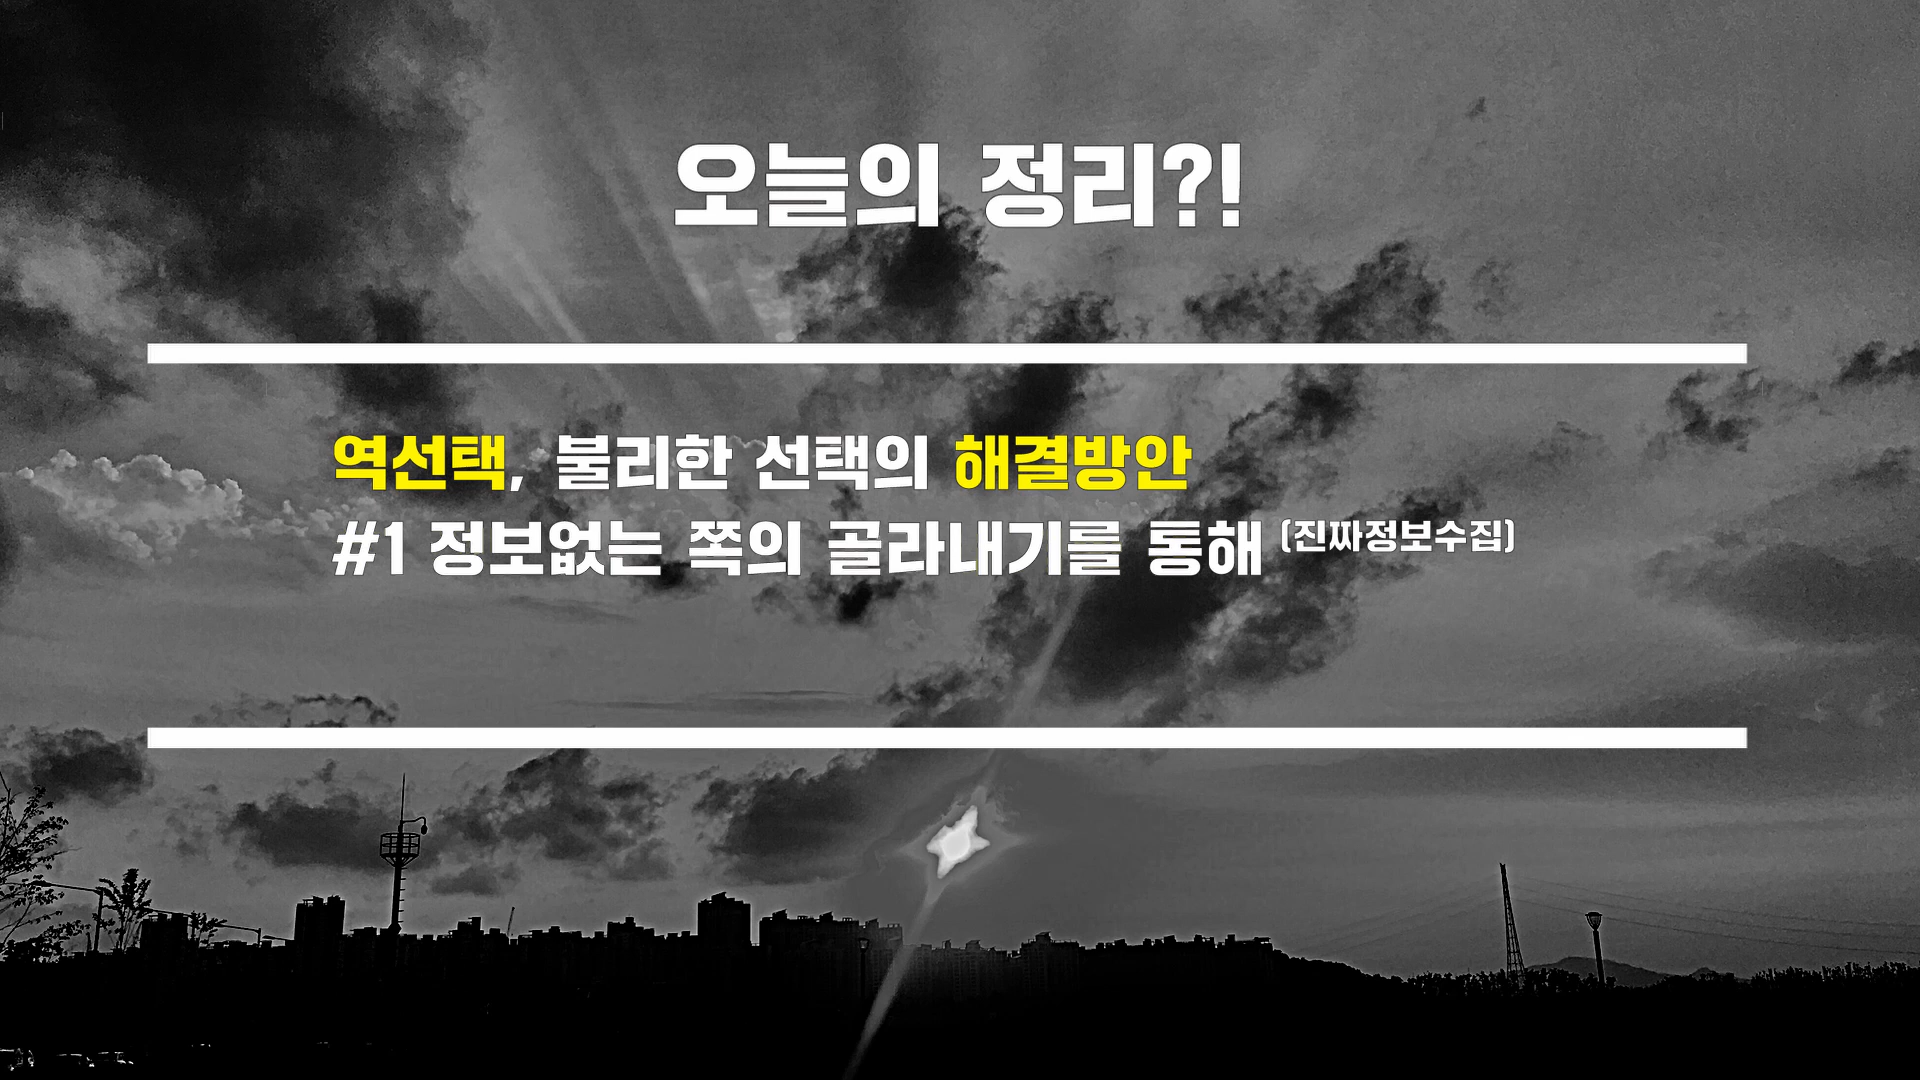 오늘의 정리?!
역선택, 불리한 선택의 해결방안
#1 정보없는 쪽의 골라내기를 통해 (진짜정보수집)